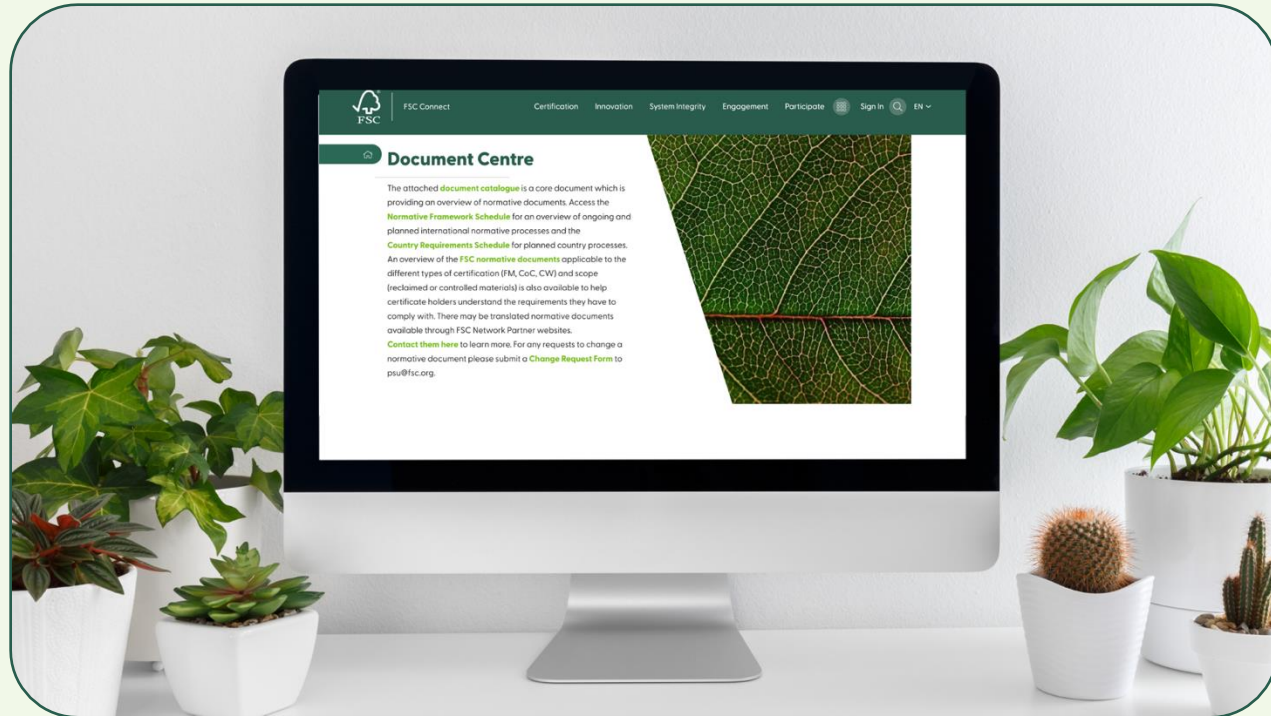 FSC
FSC Connect
Certification Innovation System Integrity Engagement Participate Sign In EN
Document Centre
The attached document catalogue is a core document which is
providing an overview of normative documents. Access the
Normative Framework Schedule for an overview of ongoing and
planned international normative processes and the
Country Requirements Schedule for planned country processes.
An overview of the FSC normative documents applicable to the
different types of certification (FM, CoC, CW) and scope
(reclaimed or controlled materials) is also available to help
certificate holders understand the requirements they have to
comply with. There may be translated normative documents
available through FSC Network Partner websites.
Contact them here to learn more. For any requests to change a
normative document please submit a Change Request Form to
psu@fsc.org.